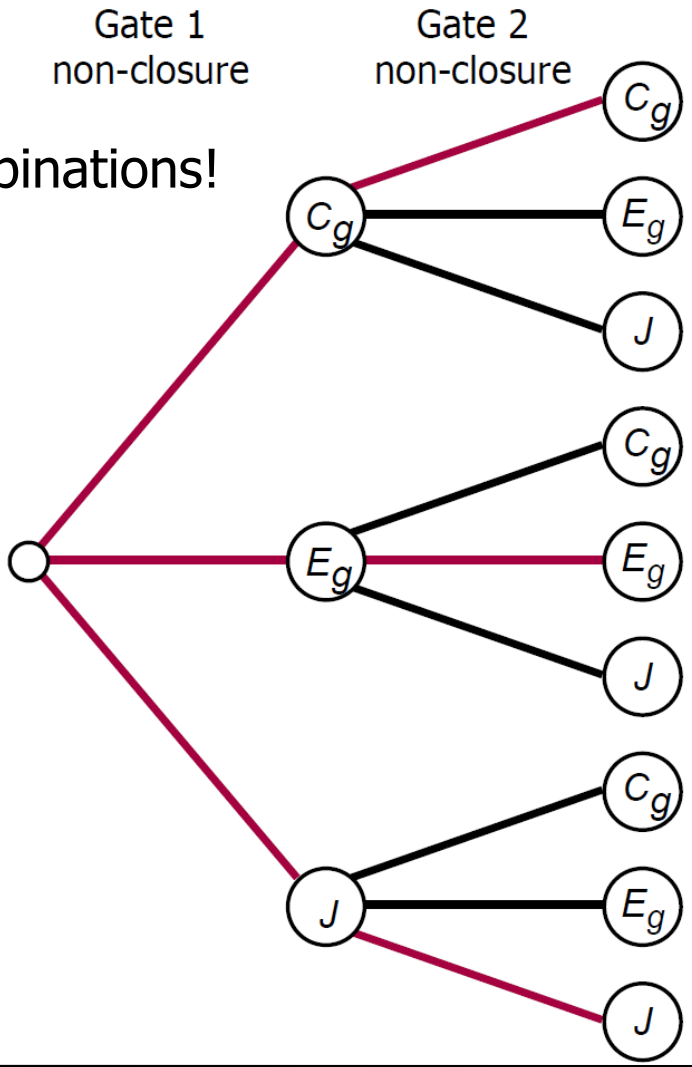 Gate 1
non-closure
Gate 2
non-closure
binations!
Cg
Eg
J
Cg
Eg
J
Cg
Eg
J
Cg
Eg
J